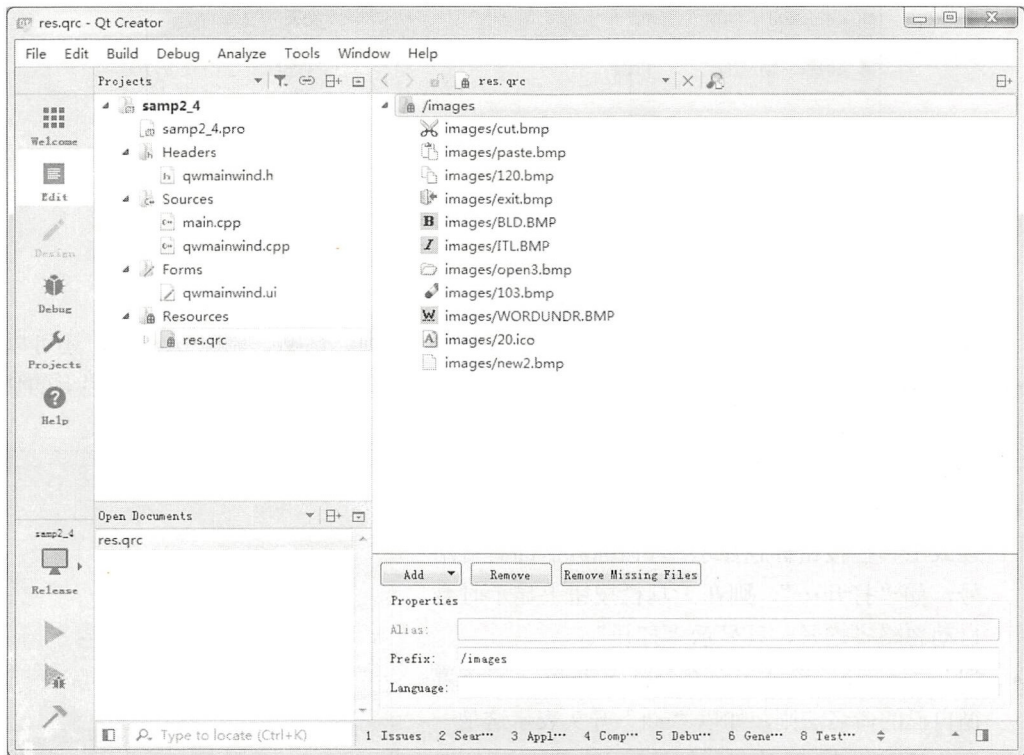 res.qrc - Qt Creator
File Edit Build Debug Analyze Tools Window Help
Projects
res.qrc
Welcome
Edit
Design
Debug
Projects
Help
samp2_4
Release
samp2_4
samp2_4.pro
Headers
qwmainwind.h
Sources
main.cpp
qwmainwind.cpp
Forms
qwmainwind.ui
Resources
res.qrc
Open Documents
res.qrc
/images
images/cut.bmp
images/paste.bmp
images/120.bmp
images/exit.bmp
B images/BLD.BMP
I images/ITL.BMP
images/open3.bmp
images/103.bmp
W images/WORDUNDR.BMP
A images/20.ico
images/new2.bmp
Add Remove Remove Missing Files
Properties
Alias:
Prefix: /images
Language:
Type to locate (Ctrl+K) 1 Issues 2 Sear··· 3 Appl··· 4 Comp··· 5 Debu··· 6 Gene··· 8 Test···